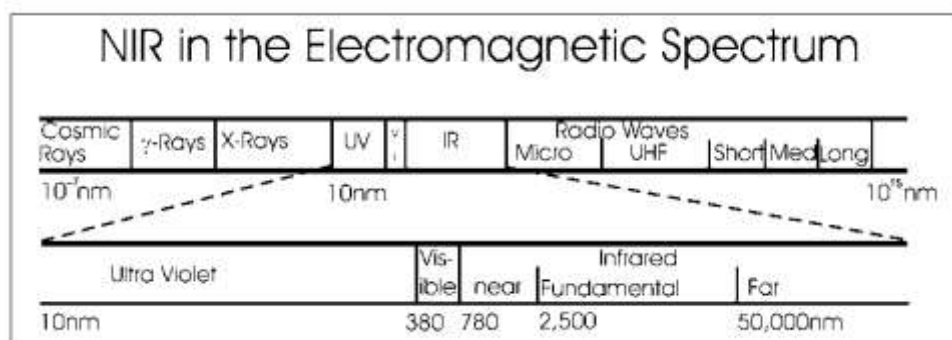 NIR in the Electromagnetic Spectrum
Cosmic Rays γ-Rays X-Rays UV V i IR Radio Waves
Micro UHF Short Med Long
10⁻⁷nm 10nm 10¹⁵nm
Ultra Violet Vis-ible near Infrared
Fundamental Far
10nm 380 780 2,500 50,000nm